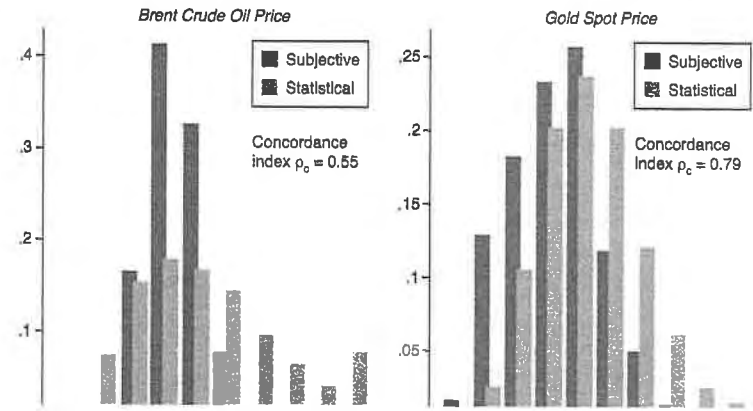 Brent Crude Oil Price
.4
.3
.2
.1
Subjective
Statistical
Concordance
index ρc = 0.55
Gold Spot Price
.25
.2
.15
.1
.05
Subjective
Statistical
Concordance
Index ρc = 0.79